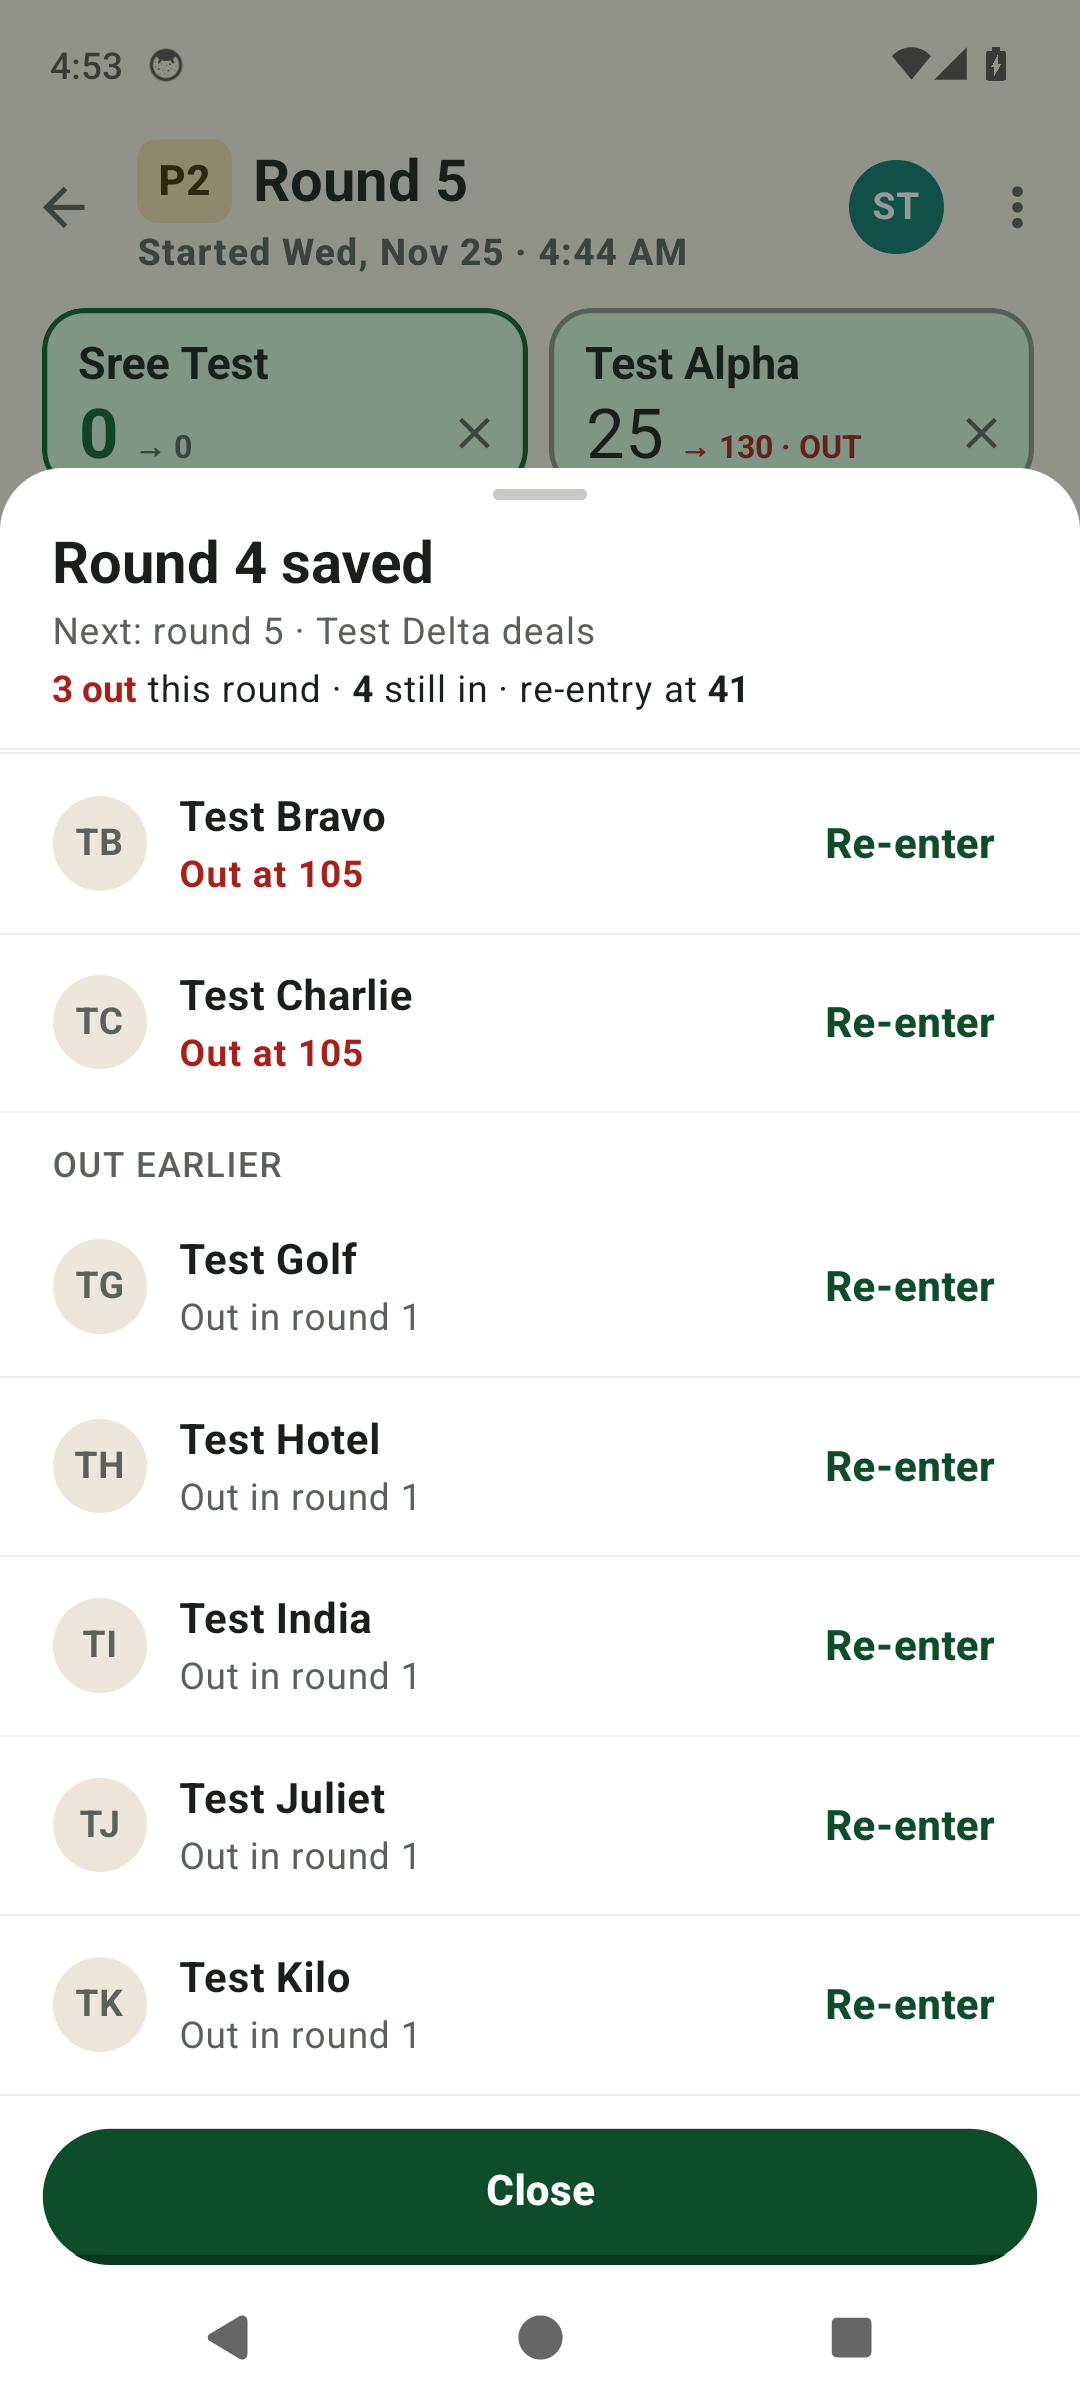 4:53
P2 Round 5
Started Wed, Nov 25 · 4:44 AM
ST
Sree Test
0 → 0
Test Alpha
25 → 130 · OUT
Round 4 saved
Next: round 5 · Test Delta deals
3 out this round · 4 still in · re-entry at 41
TB
Test Bravo
Out at 105
Re-enter
TC
Test Charlie
Out at 105
Re-enter
OUT EARLIER
TG
Test Golf
Out in round 1
Re-enter
TH
Test Hotel
Out in round 1
Re-enter
TI
Test India
Out in round 1
Re-enter
TJ
Test Juliet
Out in round 1
Re-enter
TK
Test Kilo
Out in round 1
Re-enter
Close